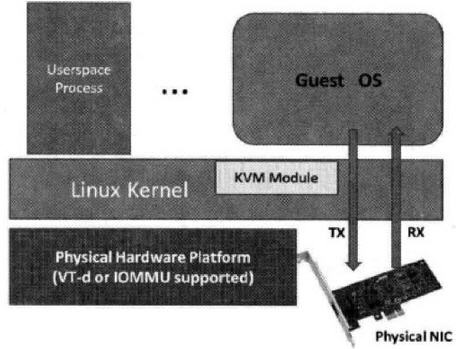 Userspace
Process
...
Guest OS
KVM Module
Linux Kernel
TX
RX
Physical Hardware Platform
(VT-d or IOMMU supported)
Physical NIC